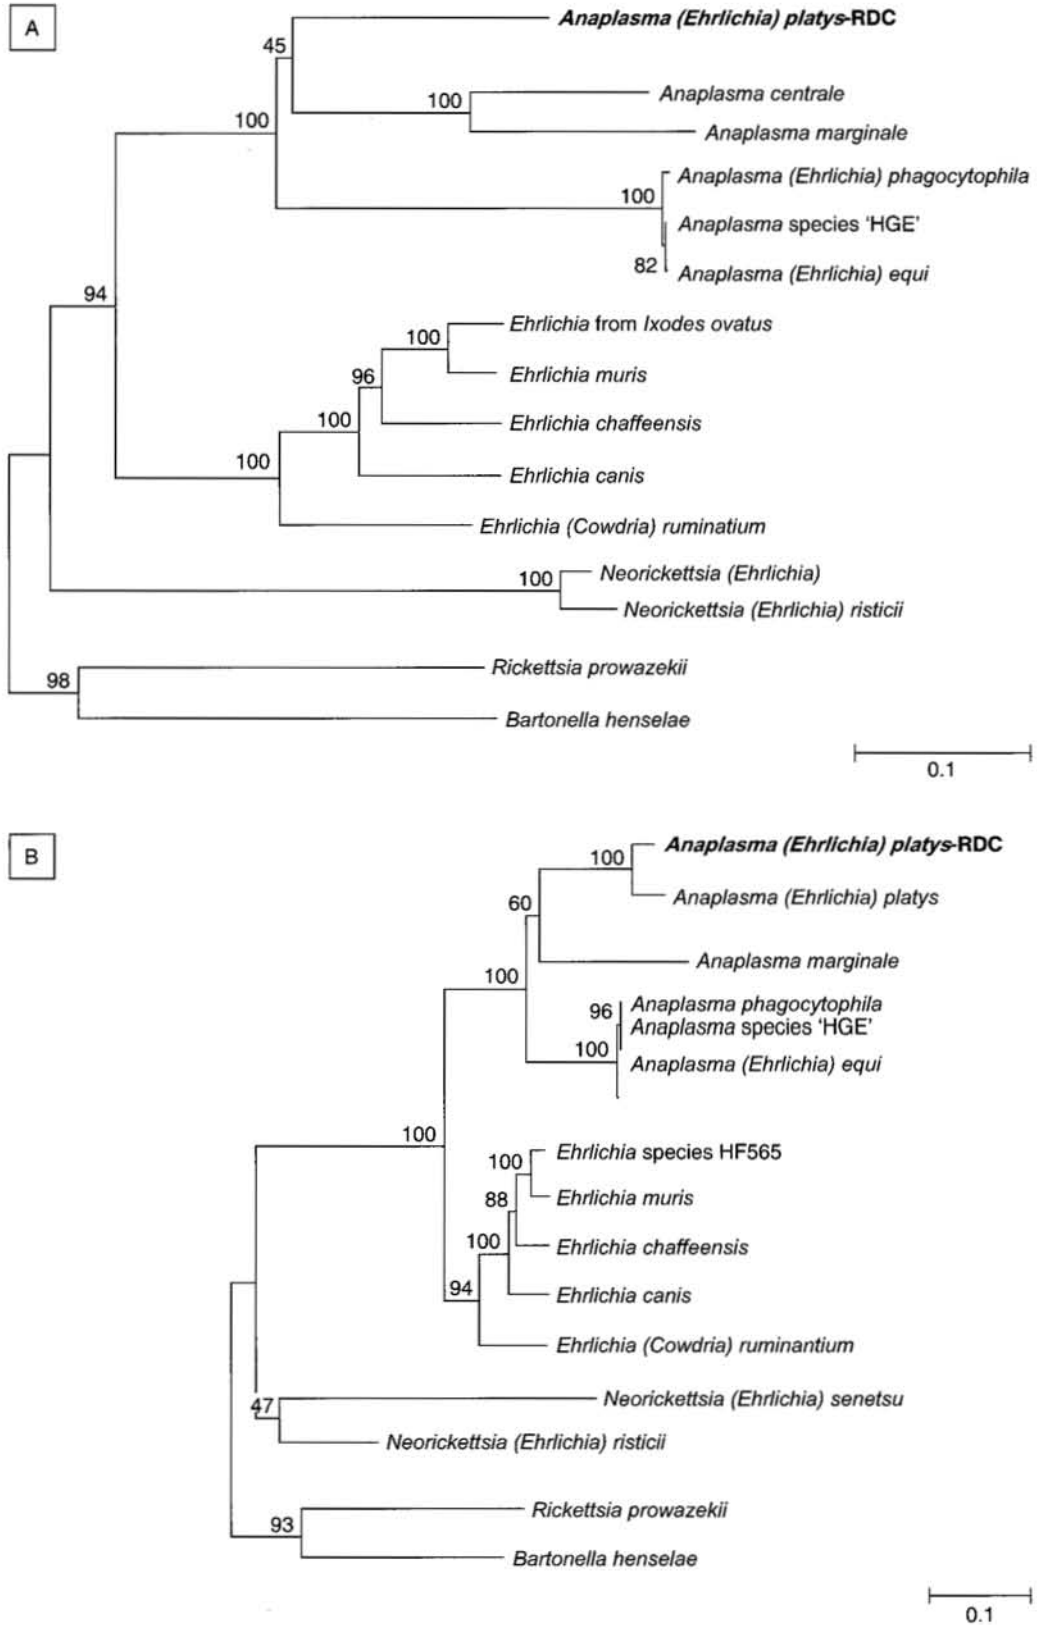 A
Anaplasma (Ehrlichia) platys-RDC
45
100
Anaplasma centrale
100
Anaplasma marginale
Anaplasma (Ehrlichia) phagocytophila
100
Anaplasma species 'HGE'
82
Anaplasma (Ehrlichia) equi
94
Ehrlichia from Ixodes ovatus
100
Ehrlichia muris
96
100
Ehrlichia chaffeensis
100
Ehrlichia canis
Ehrlichia (Cowdria) ruminatium
100
Neorickettsia (Ehrlichia)
Neorickettsia (Ehrlichia) risticii
98
Rickettsia prowazekii
Bartonella henselae
0.1
B
Anaplasma (Ehrlichia) platys-RDC
100
Anaplasma (Ehrlichia) platys
60
Anaplasma marginale
100
Anaplasma phagocytophila
96
Anaplasma species 'HGE'
100
Anaplasma (Ehrlichia) equi
100
Ehrlichia species HF565
100
Ehrlichia muris
88
100
Ehrlichia chaffeensis
94
Ehrlichia canis
Ehrlichia (Cowdria) ruminantium
47
Neorickettsia (Ehrlichia) senetsu
Neorickettsia (Ehrlichia) risticii
93
Rickettsia prowazekii
Bartonella henselae
0.1